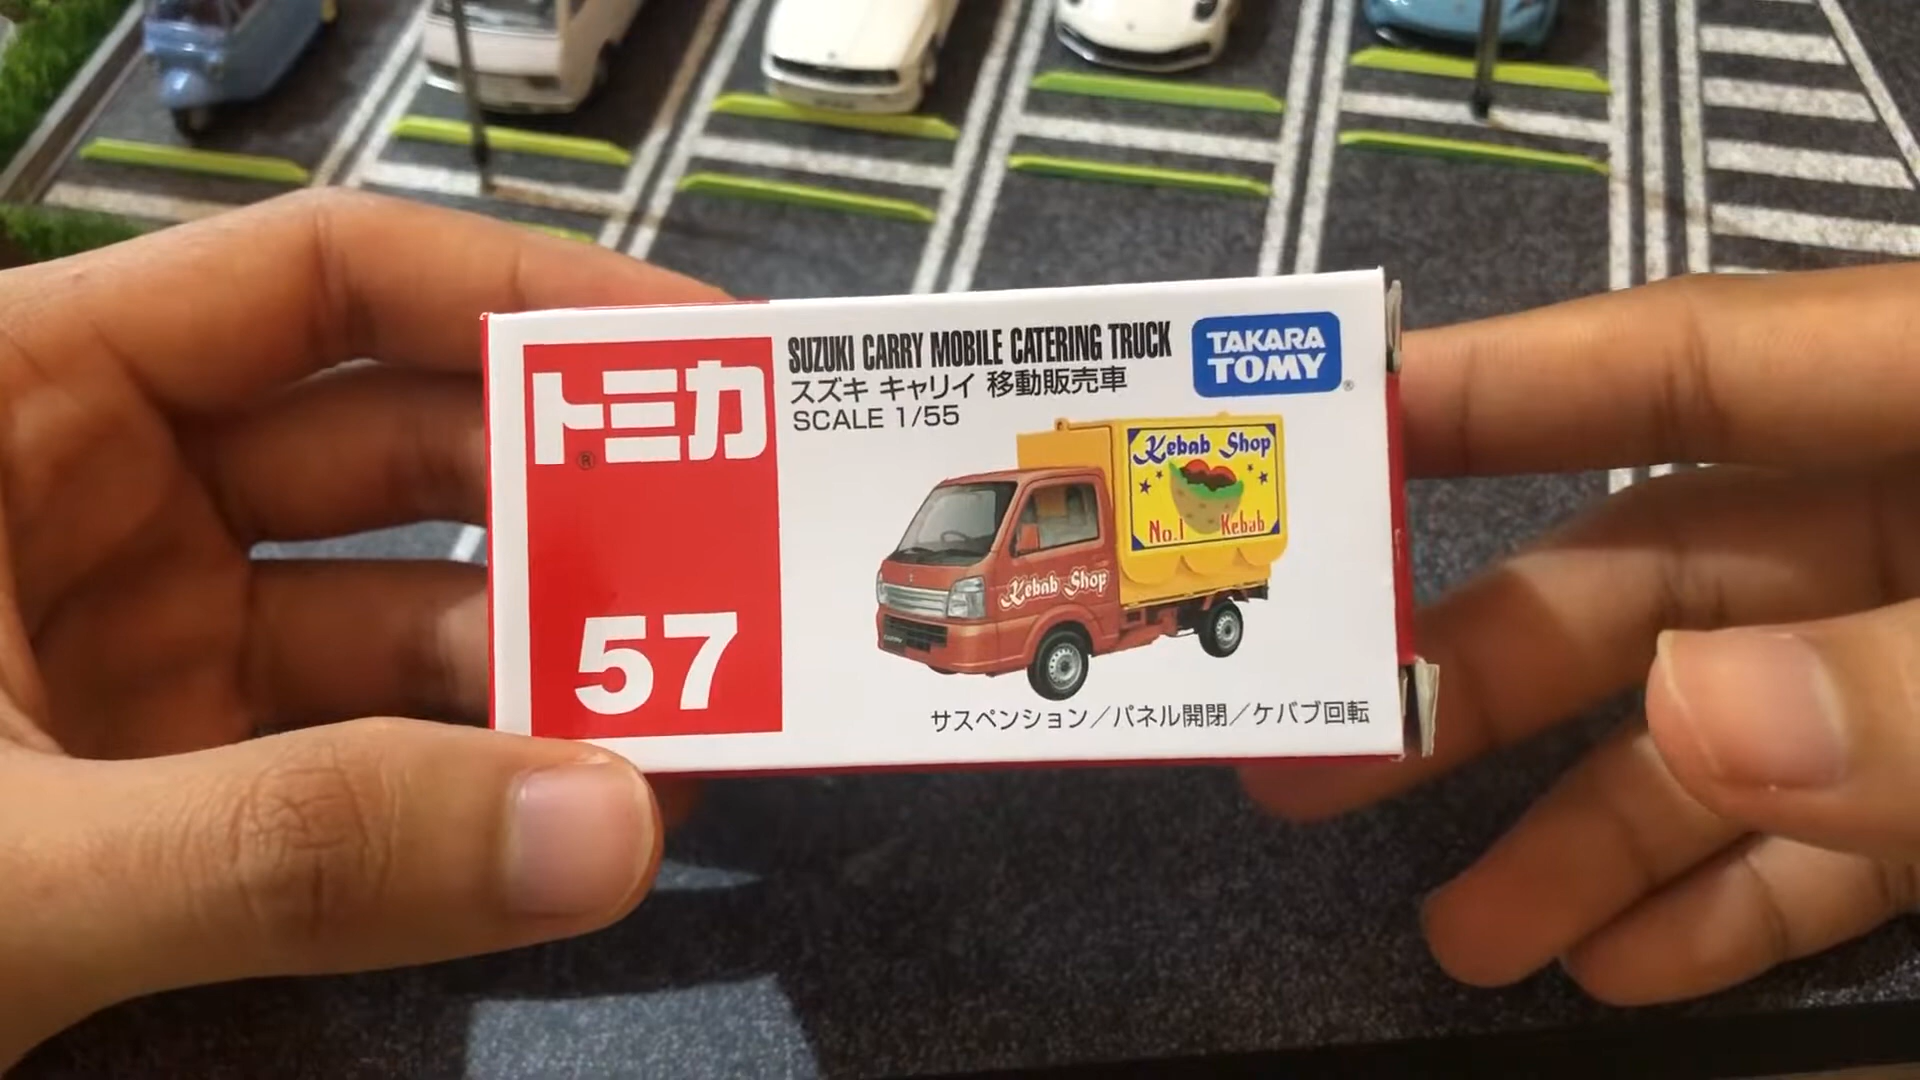 トミカ
®
57
SUZUKI CARRY MOBILE CATERING TRUCK
スズキ キャリイ 移動販売車
SCALE 1/55
TAKARA
TOMY
®
Kebab Shop
No.1 Kebab
Kebab Shop
サスペンション／パネル開閉／ケバブ回転